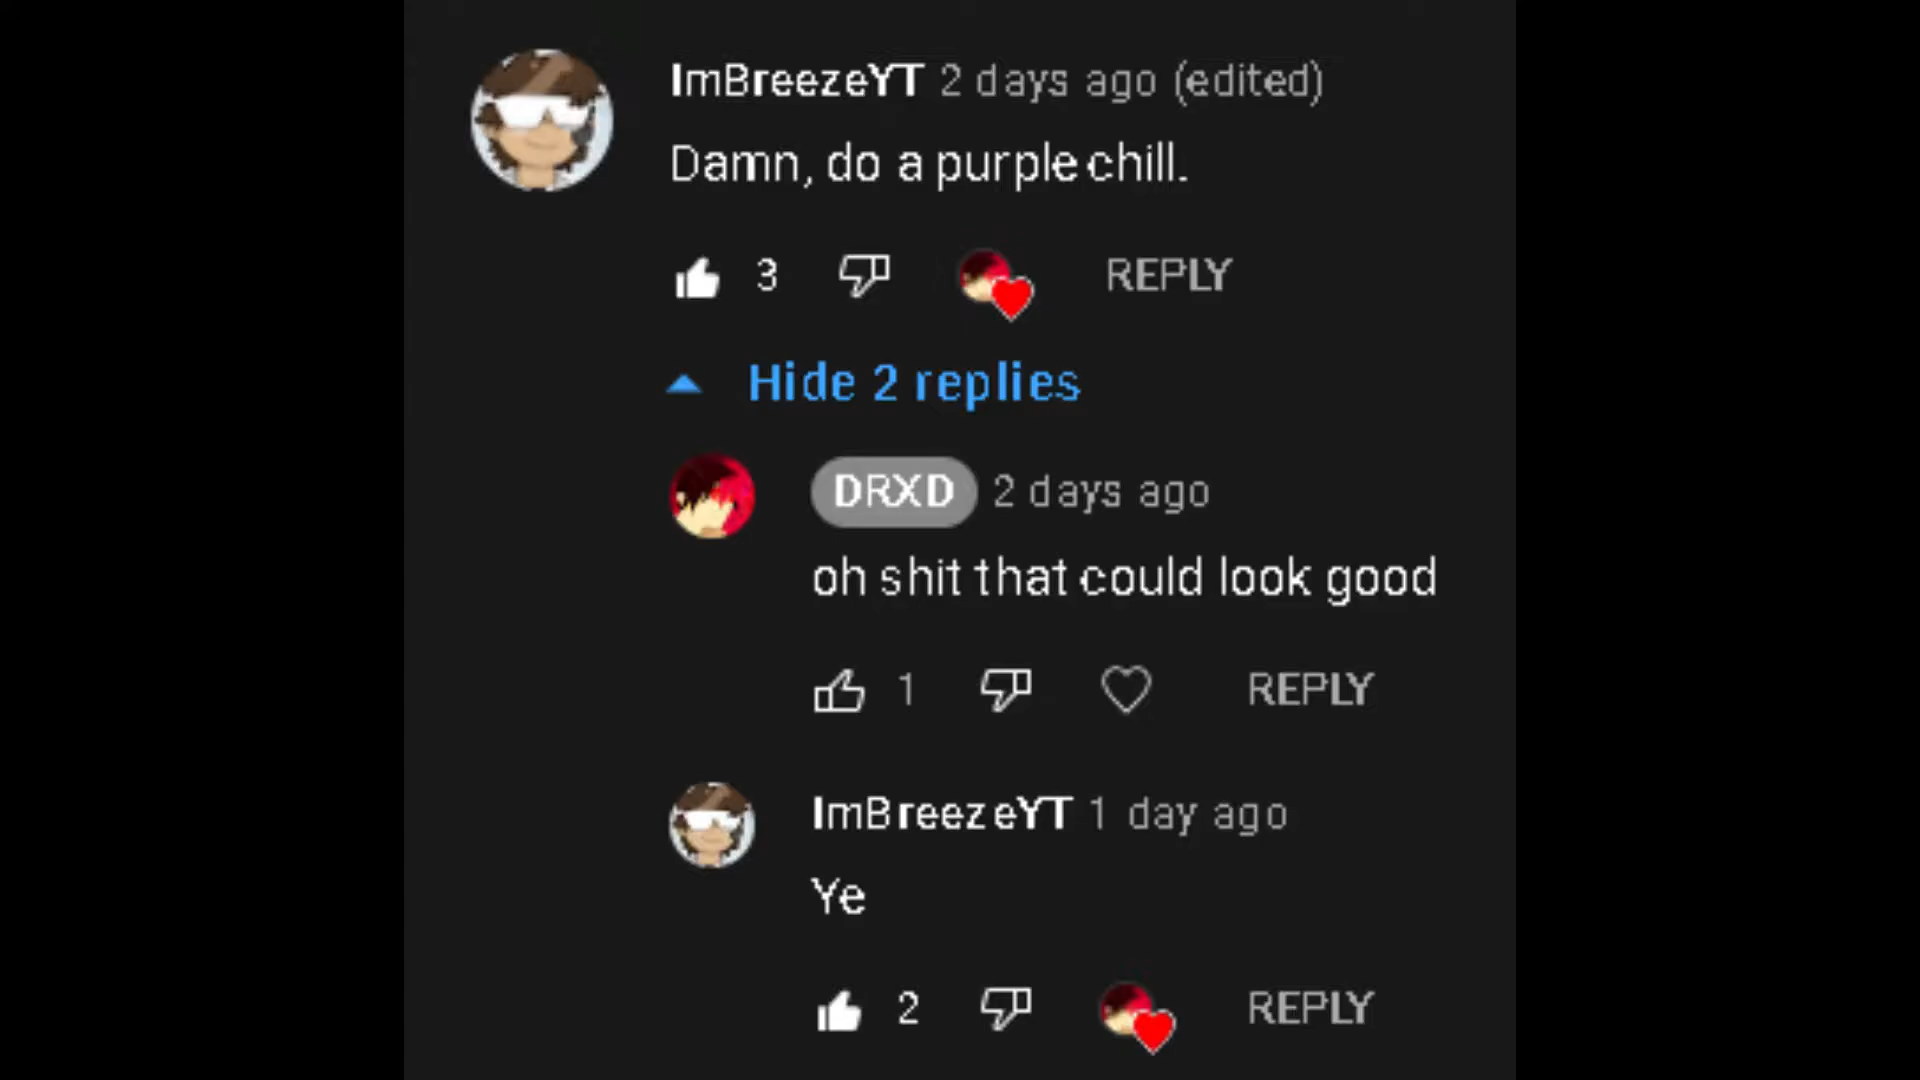 ImBreezeYT 2 days ago (edited)
Damn, do a purple chill.
3 REPLY
Hide 2 replies
DRXD 2 days ago
oh shit that could look good
1 REPLY
ImBreezeYT 1 day ago
Ye
2 REPLY